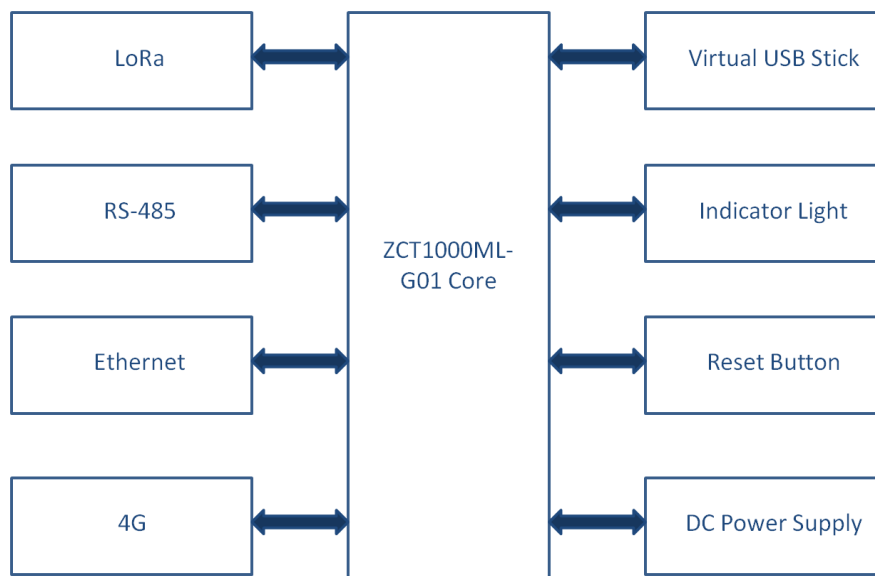 LoRa
Virtual USB Stick
RS-485
Indicator Light
ZCT1000ML-
G01 Core
Ethernet
Reset Button
4G
DC Power Supply